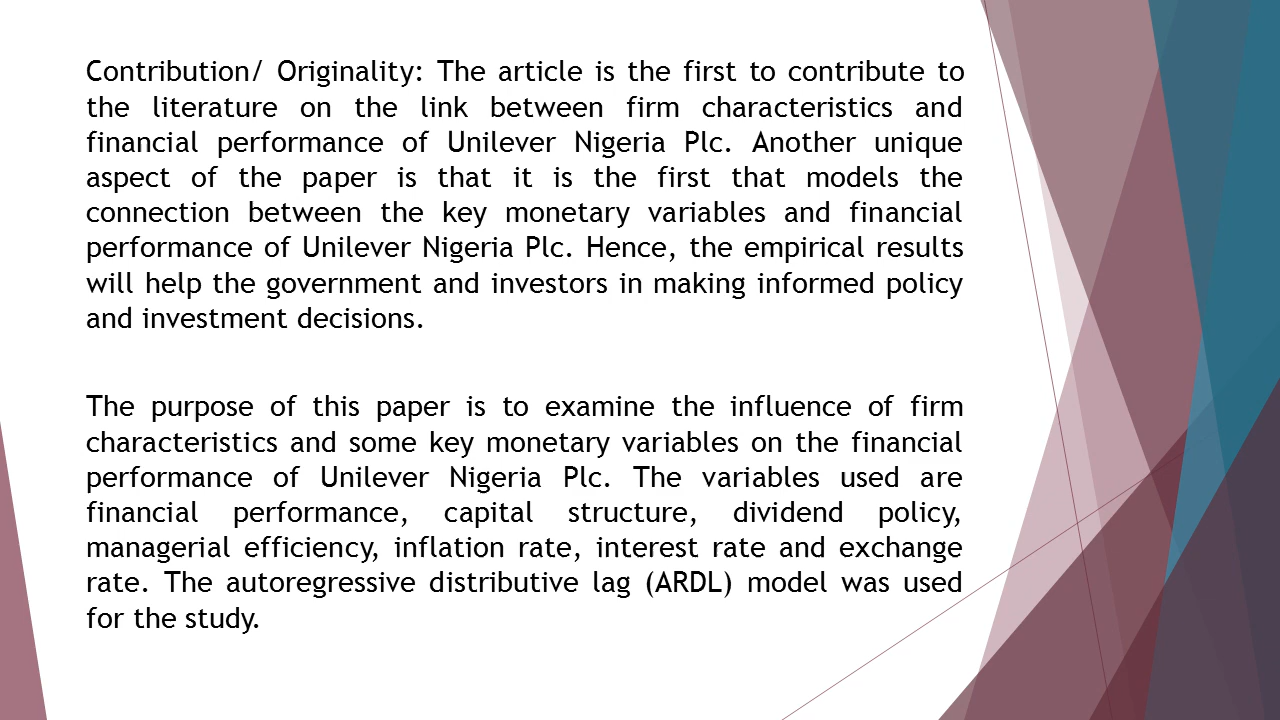 Contribution/ Originality: The article is the first to contribute to
the literature on the link between firm characteristics and
financial performance of Unilever Nigeria Plc. Another unique
aspect of the paper is that it is the first that models the
connection between the key monetary variables and financial
performance of Unilever Nigeria Plc. Hence, the empirical results
will help the government and investors in making informed policy
and investment decisions.
The purpose of this paper is to examine the influence of firm
characteristics and some key monetary variables on the financial
performance of Unilever Nigeria Plc. The variables used are
financial performance, capital structure, dividend policy,
managerial efficiency, inflation rate, interest rate and exchange
rate. The autoregressive distributive lag (ARDL) model was used
for the study.